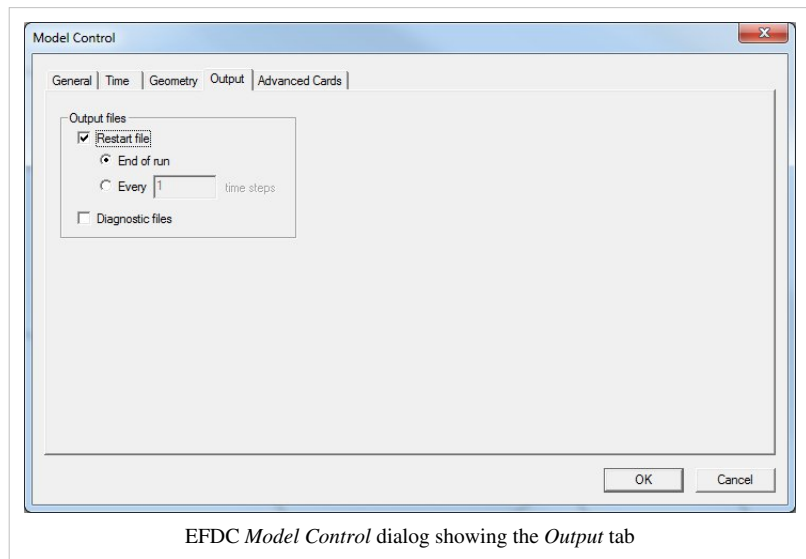 Model Control
General Time Geometry Output Advanced Cards
Output files
Restart file
End of run
Every 1 time steps
Diagnostic files
OK Cancel
EFDC Model Control dialog showing the Output tab